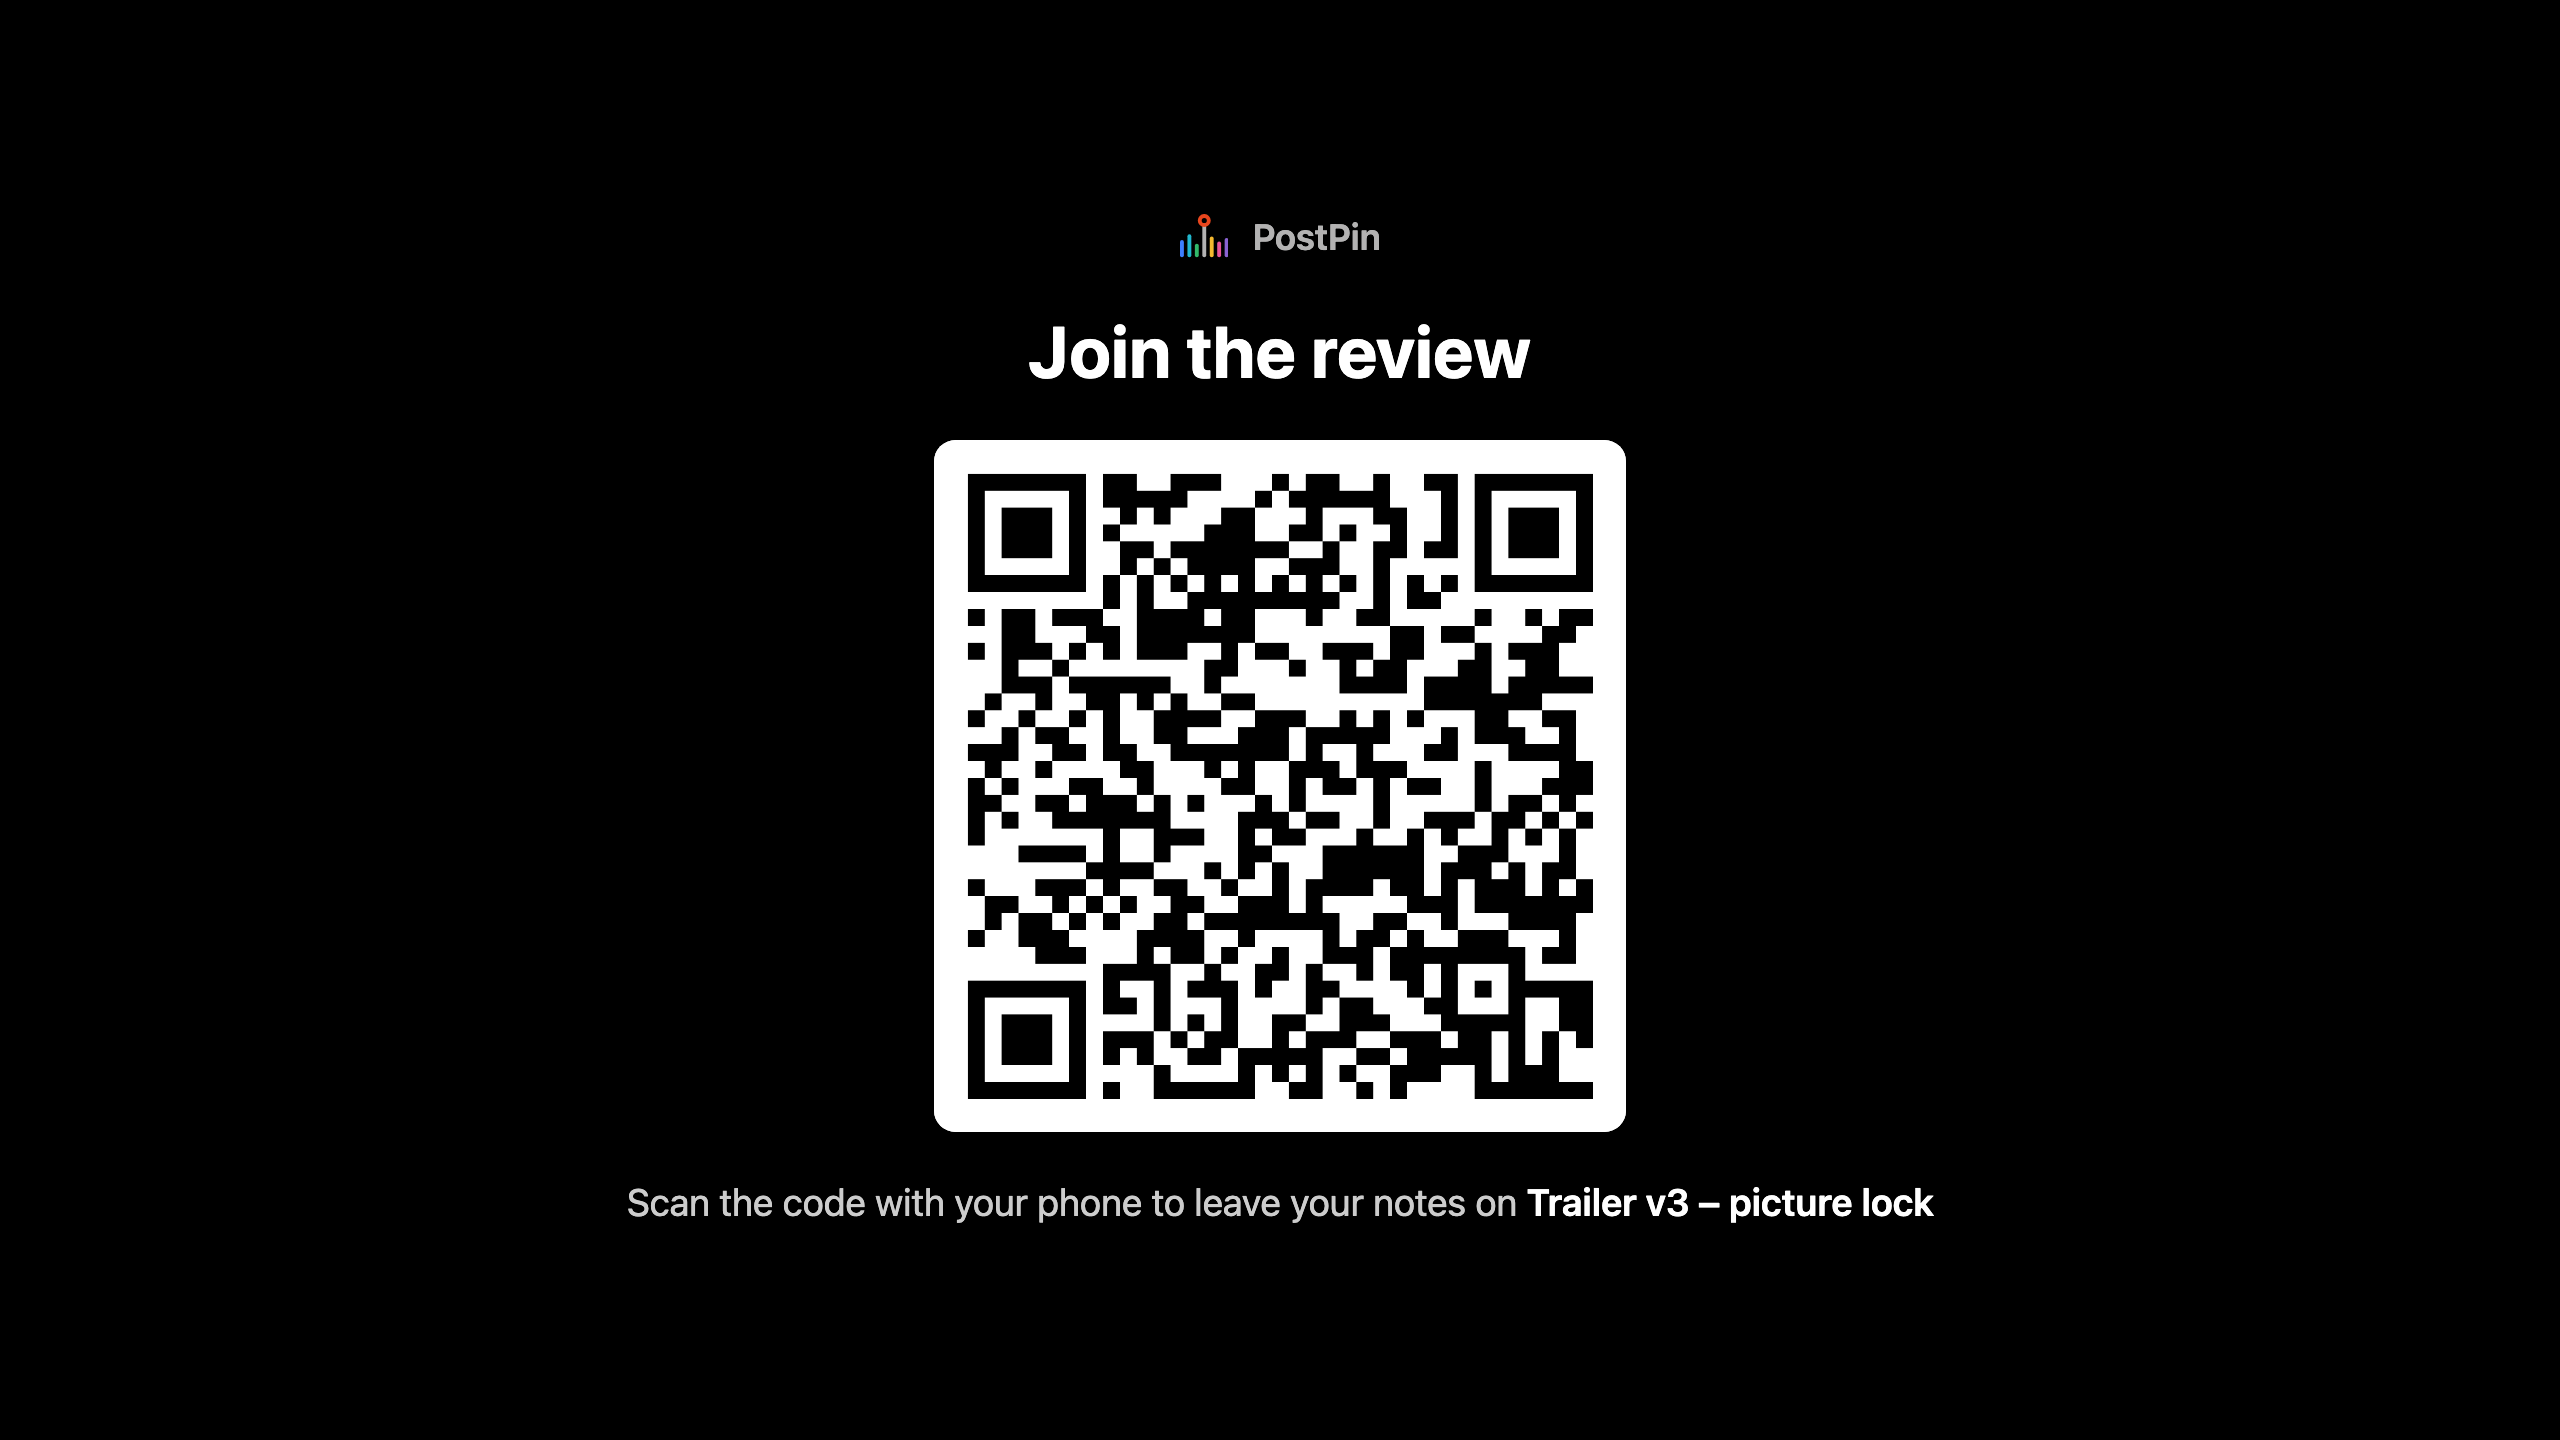 PostPin
Join the review
Scan the code with your phone to leave your notes on Trailer v3 – picture lock